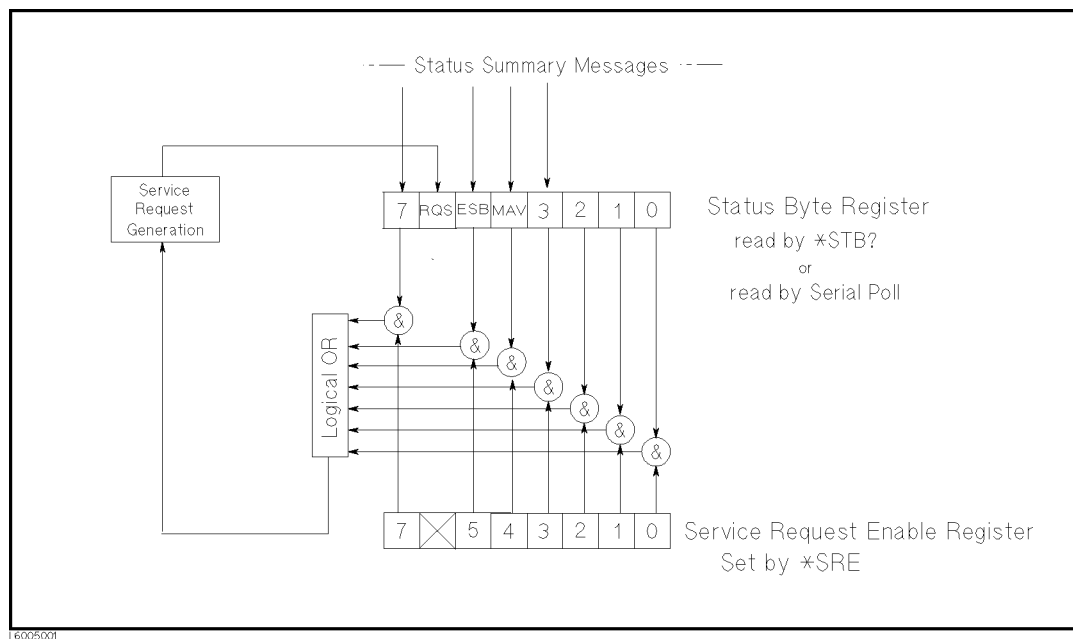 Status Summary Messages
Service
Request
Generation
7 RQS ESB MAV 3 2 1 0
Status Byte Register
read by *STB?
or
read by Serial Poll
Logical OR
&
&
&
&
&
&
&
7 5 4 3 2 1 0
Service Request Enable Register
Set by *SRE
L6005001